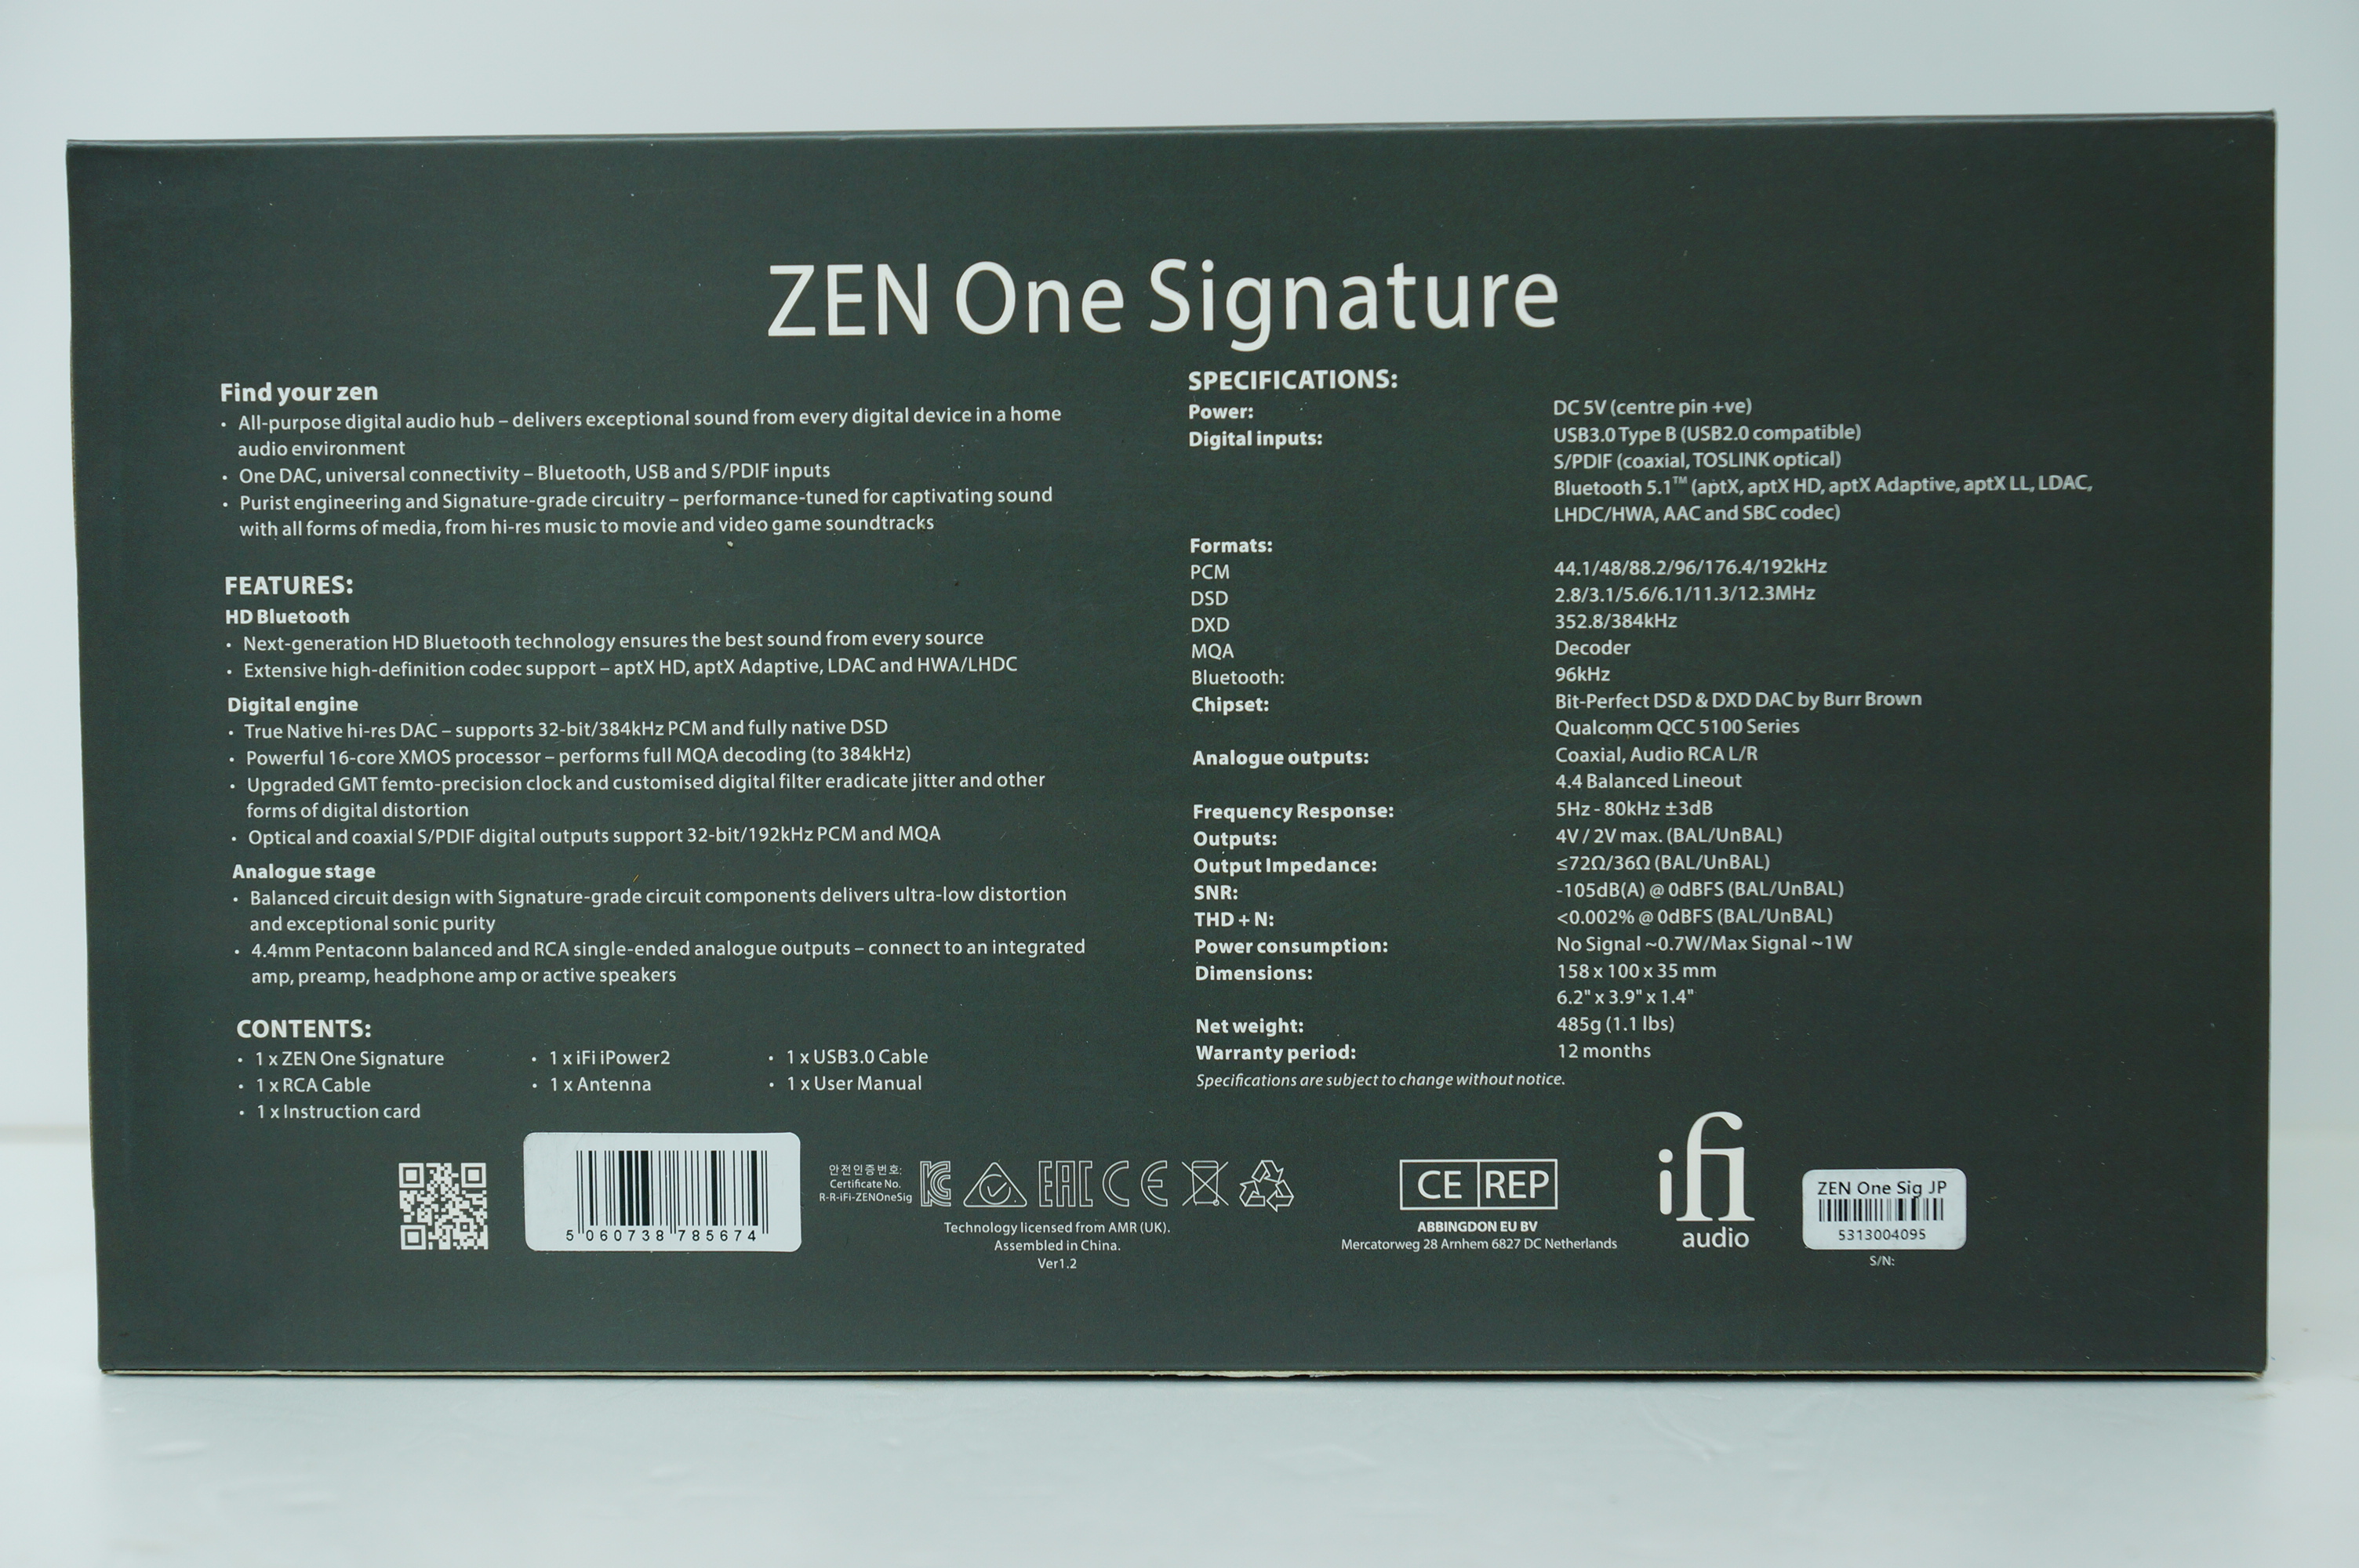 ZEN One Signature
Find your zen
• All-purpose digital audio hub – delivers exceptional sound from every digital device in a home
audio environment
• One DAC, universal connectivity – Bluetooth, USB and S/PDIF inputs
• Purist engineering and Signature-grade circuitry – performance-tuned for captivating sound
with all forms of media, from hi-res music to movie and video game soundtracks
FEATURES:
HD Bluetooth
• Next-generation HD Bluetooth technology ensures the best sound from every source
• Extensive high-definition codec support – aptX HD, aptX Adaptive, LDAC and HWA/LHDC
Digital engine
• True Native hi-res DAC – supports 32-bit/384kHz PCM and fully native DSD
• Powerful 16-core XMOS processor – performs full MQA decoding (to 384kHz)
• Upgraded GMT femto-precision clock and customised digital filter eradicate jitter and other
forms of digital distortion
• Optical and coaxial S/PDIF digital outputs support 32-bit/192kHz PCM and MQA
Analogue stage
• Balanced circuit design with Signature-grade circuit components delivers ultra-low distortion
and exceptional sonic purity
• 4.4mm Pentaconn balanced and RCA single-ended analogue outputs – connect to an integrated
amp, preamp, headphone amp or active speakers
CONTENTS:
• 1 x ZEN One Signature • 1 x iFi iPower2 • 1 x USB3.0 Cable
• 1 x RCA Cable • 1 x Antenna • 1 x User Manual
• 1 x Instruction card
SPECIFICATIONS:
Power: DC 5V (centre pin +ve)
Digital inputs: USB3.0 Type B (USB2.0 compatible)
S/PDIF (coaxial, TOSLINK optical)
Bluetooth 5.1™ (aptX, aptX HD, aptX Adaptive, aptX LL, LDAC,
LHDC/HWA, AAC and SBC codec)
Formats:
PCM 44.1/48/88.2/96/176.4/192kHz
DSD 2.8/3.1/5.6/6.1/11.3/12.3MHz
DXD 352.8/384kHz
MQA Decoder
Bluetooth: 96kHz
Chipset: Bit-Perfect DSD & DXD DAC by Burr Brown
Qualcomm QCC 5100 Series
Analogue outputs: Coaxial, Audio RCA L/R
4.4 Balanced Lineout
Frequency Response: 5Hz - 80kHz ±3dB
Outputs: 4V / 2V max. (BAL/UnBAL)
Output Impedance: ≤72Ω/36Ω (BAL/UnBAL)
SNR: -105dB(A) @ 0dBFS (BAL/UnBAL)
THD + N: <0.002% @ 0dBFS (BAL/UnBAL)
Power consumption: No Signal ~0.7W/Max Signal ~1W
Dimensions: 158 x 100 x 35 mm
6.2" x 3.9" x 1.4"
Net weight: 485g (1.1 lbs)
Warranty period: 12 months
Specifications are subject to change without notice.
5 060738 785674
안전인증번호:
Certificate No.
R-R-iFi-ZENOneSig
EAC CE
Technology licensed from AMR (UK).
Assembled in China.
Ver1.2
CE REP
ABBINGDON EU BV
Mercatorweg 28 Arnhem 6827 DC Netherlands
ifi
audio
ZEN One Sig JP
5313004095
S/N: